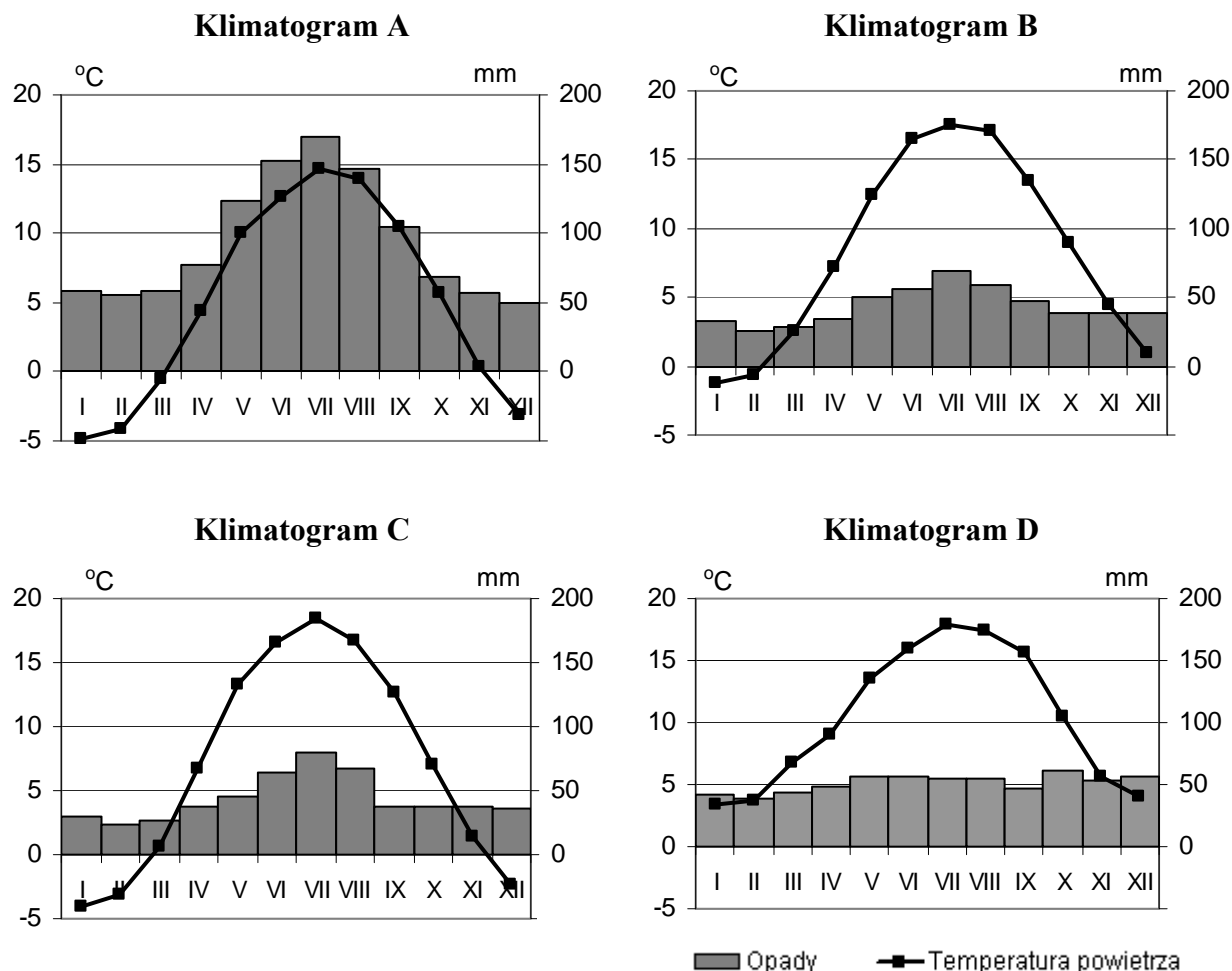 Klimatogram A
°C mm
20 200
15 150
10 100
5 50
0 0
-5
I II III IV V VI VII VIII IX X XI XII
Klimatogram B
°C mm
20 200
15 150
10 100
5 50
0 0
-5
I II III IV V VI VII VIII IX X XI XII
Klimatogram C
°C mm
20 200
15 150
10 100
5 50
0 0
-5
I II III IV V VI VII VIII IX X XI XII
Klimatogram D
°C mm
20 200
15 150
10 100
5 50
0 0
-5
I II III IV V VI VII VIII IX X XI XII
Opady Temperatura powietrza